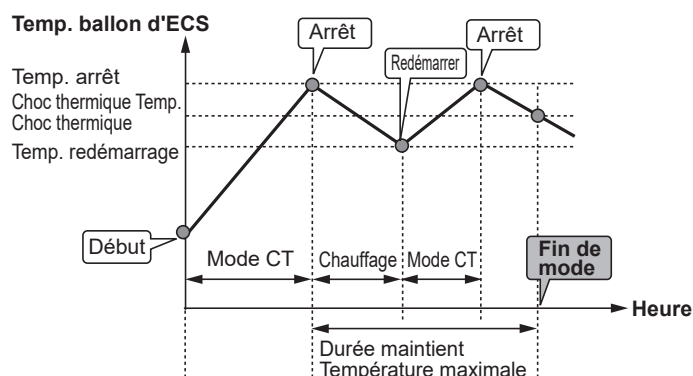 Temp. ballon d'ECS
Arrêt
Arrêt
Redémarrer
Temp. arrêt
Choc thermique Temp.
Choc thermique
Temp. redémarrage
Début
Mode CT
Chauffage
Mode CT
Fin de
mode
Heure
Durée maintient
Température maximale